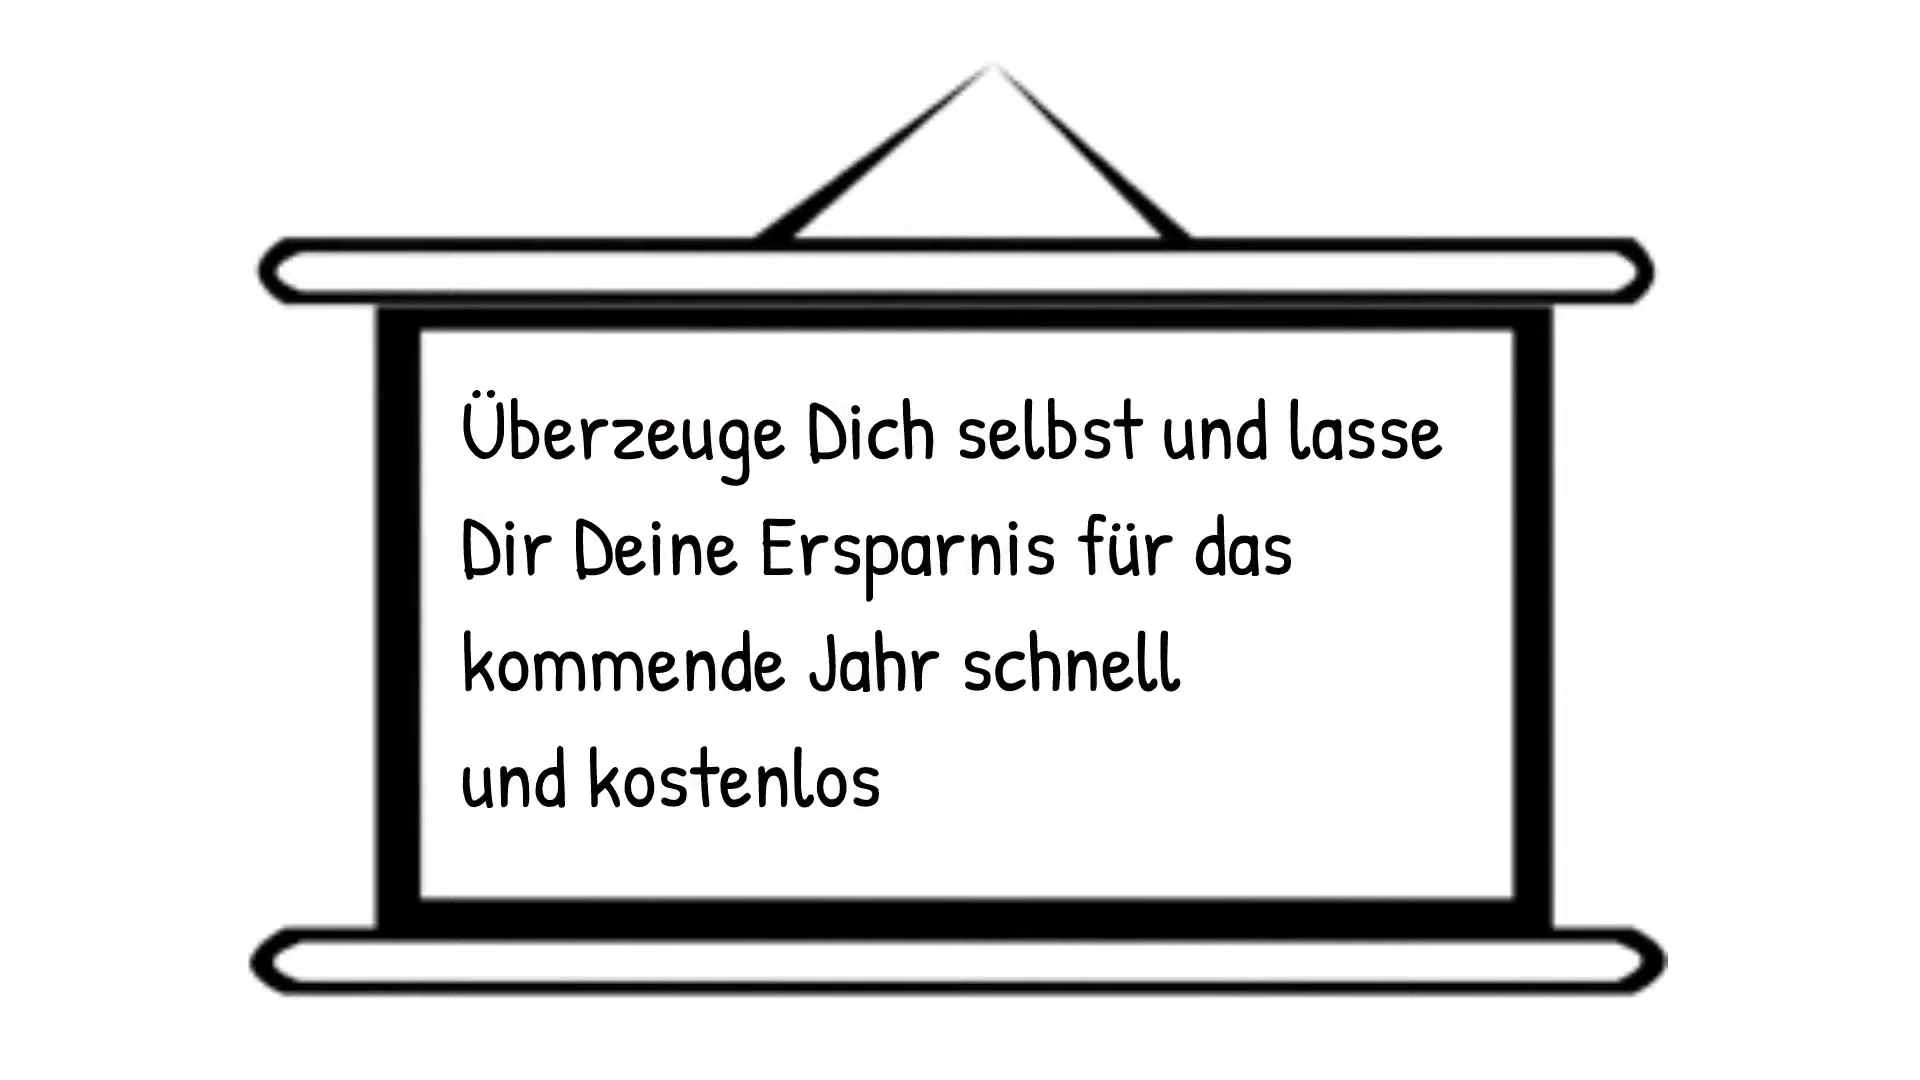 Überzeuge Dich selbst und lasse
Dir Deine Ersparnis für das
kommende Jahr schnell
und kostenlos